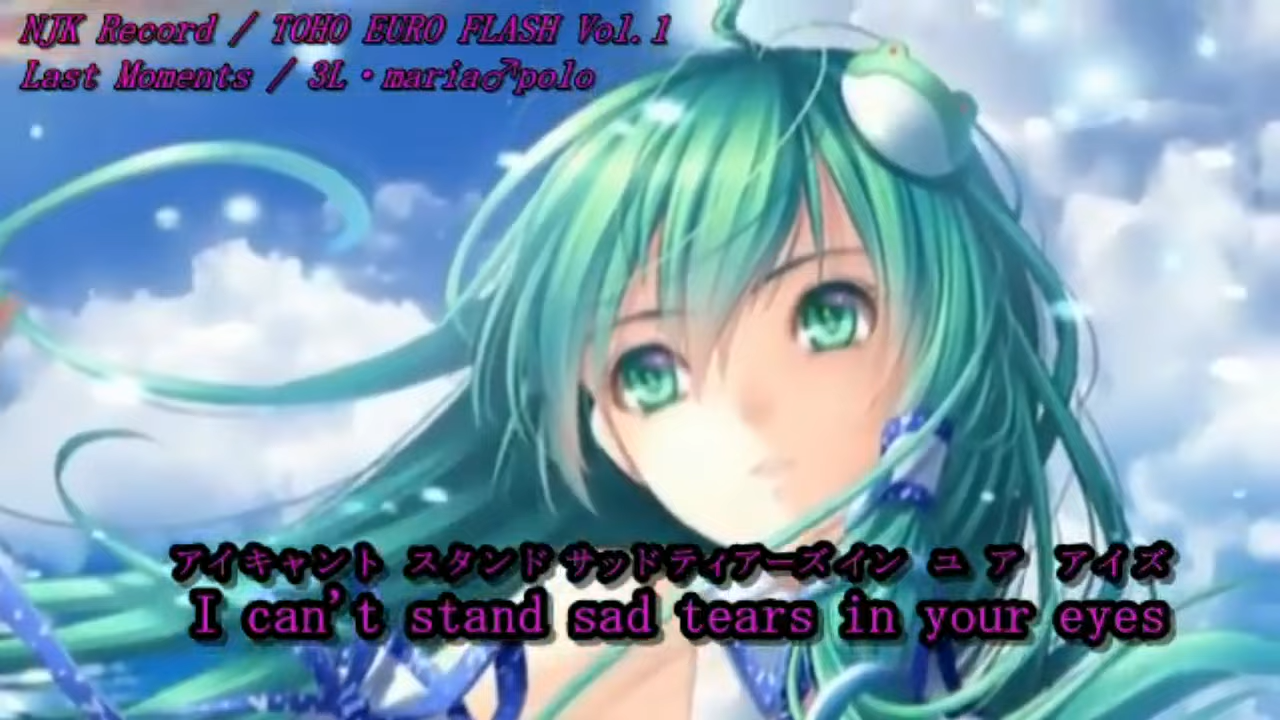 NJK Record / TOHO EURO FLASH Vol.1
Last Moments / 3L・maria♂polo
アイキャント スタンド サッドティアーズイン ユ ア アイズ
I can't stand sad tears in your eyes